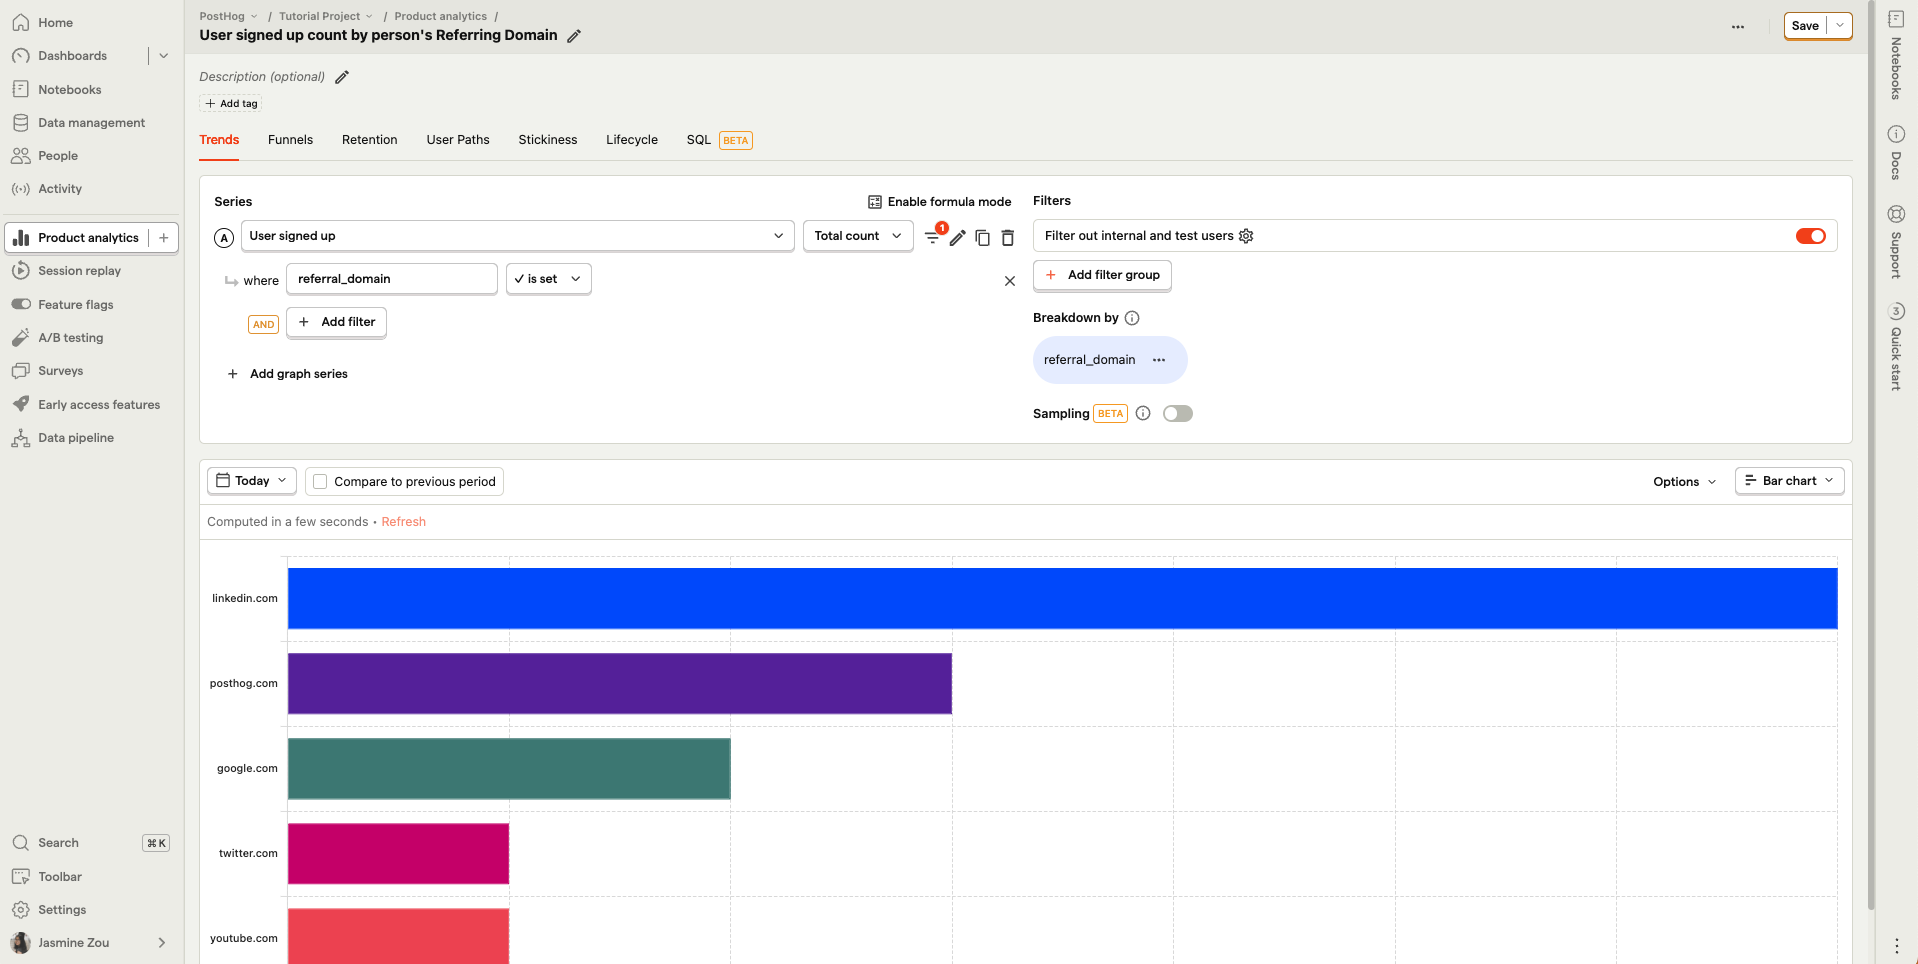 Home
Dashboards
Notebooks
Data management
People
Activity
Product analytics
Session replay
Feature flags
A/B testing
Surveys
Early access features
Data pipeline
Search ⌘ K
Toolbar
Settings
Jasmine Zou
PostHog / Tutorial Project / Product analytics /
User signed up count by person's Referring Domain
Save
Description (optional)
+ Add tag
Trends Funnels Retention User Paths Stickiness Lifecycle SQL BETA
Series
Enable formula mode
A User signed up Total count 1
where referral_domain ✓ is set
AND + Add filter
+ Add graph series
Filters
Filter out internal and test users
+ Add filter group
Breakdown by
referral_domain ...
Sampling BETA
Today Compare to previous period
Options Bar chart
Computed in a few seconds • Refresh
linkedin.com
posthog.com
google.com
twitter.com
youtube.com
Notebooks
Docs
Support
3 Quick start